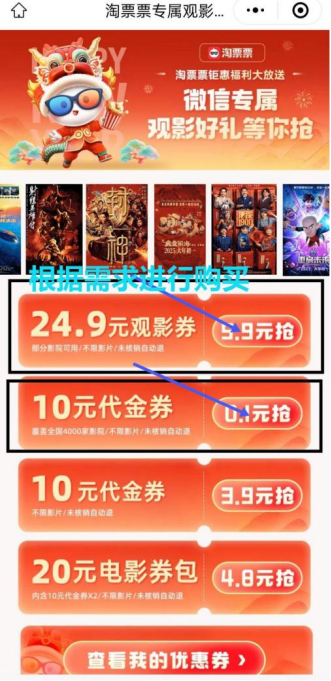 淘票票专属观影...
淘票票
淘票票钜惠福利大放送
微信专属
观影好礼等你抢
封神
根据需求进行购买
24.9元观影券
部分影院可用/不限影片/未核销自动退
9.9元抢
10元代金券
覆盖全国4000家影院/不限影片/未核销自动退
0.1元抢
10元代金券
不限影片/未核销自动退
3.9元抢
20元电影券包
内含10元代金券X2/不限影片/未核销自动退
4.8元抢
查看我的优惠券 >